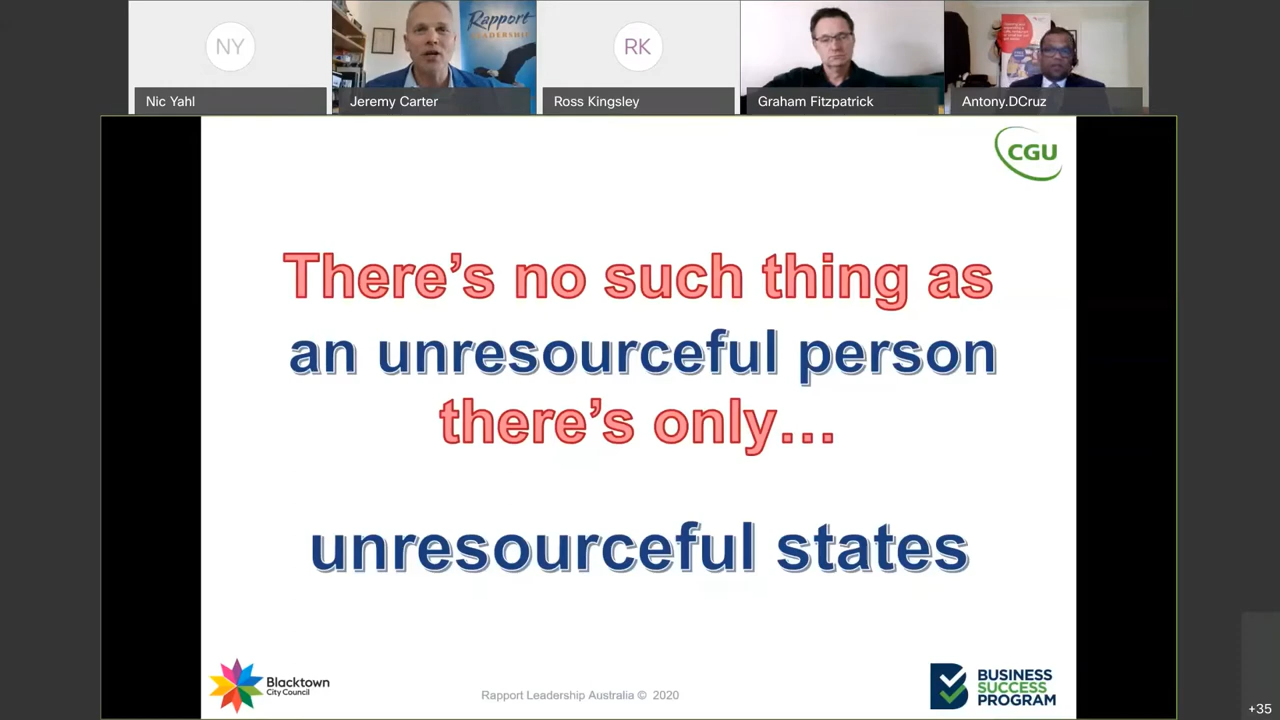 NY
RK
Rapport
LEADERSHIP
Nic Yahl
Jeremy Carter
Ross Kingsley
Graham Fitzpatrick
Antony.DCruz
CGU
There's no such thing as
an unresourceful person
there's only...
unresourceful states
Blacktown
City Council
Rapport Leadership Australia © 2020
BUSINESS
SUCCESS
PROGRAM
+35